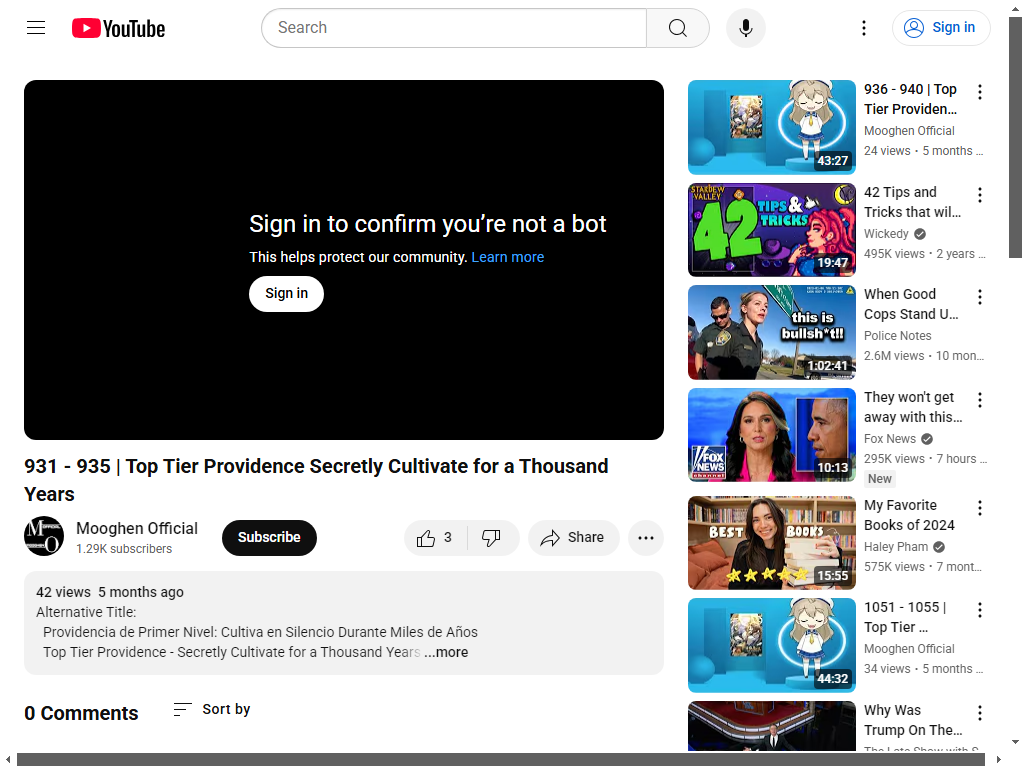 YouTube
Search
Sign in
Sign in to confirm you’re not a bot
This helps protect our community. Learn more
Sign in
931 - 935 | Top Tier Providence Secretly Cultivate for a Thousand
Years
Mooghen Official
1.29K subscribers
Subscribe
3
Share
42 views 5 months ago
Alternative Title:
Providencia de Primer Nivel: Cultiva en Silencio Durante Miles de Años
Top Tier Providence - Secretly Cultivate for a Thousand Years ...more
0 Comments
Sort by
43:27
936 - 940 | Top
Tier Providen...
Mooghen Official
24 views • 5 months ...
STARDEW
VALLEY
42
TIPS &
TRICKS
19:47
42 Tips and
Tricks that wil...
Wickedy
495K views • 2 years ...
this is
bullsh*t!!
1:02:41
When Good
Cops Stand U...
Police Notes
2.6M views • 10 mon...
FOX
NEWS
channel
10:13
They won't get
away with this...
Fox News
295K views • 7 hours ...
New
BEST BOOKS
15:55
My Favorite
Books of 2024
Haley Pham
575K views • 7 mont...
44:32
1051 - 1055 |
Top Tier ...
Mooghen Official
34 views • 5 months ...
Why Was
Trump On The...
The Late Show with S